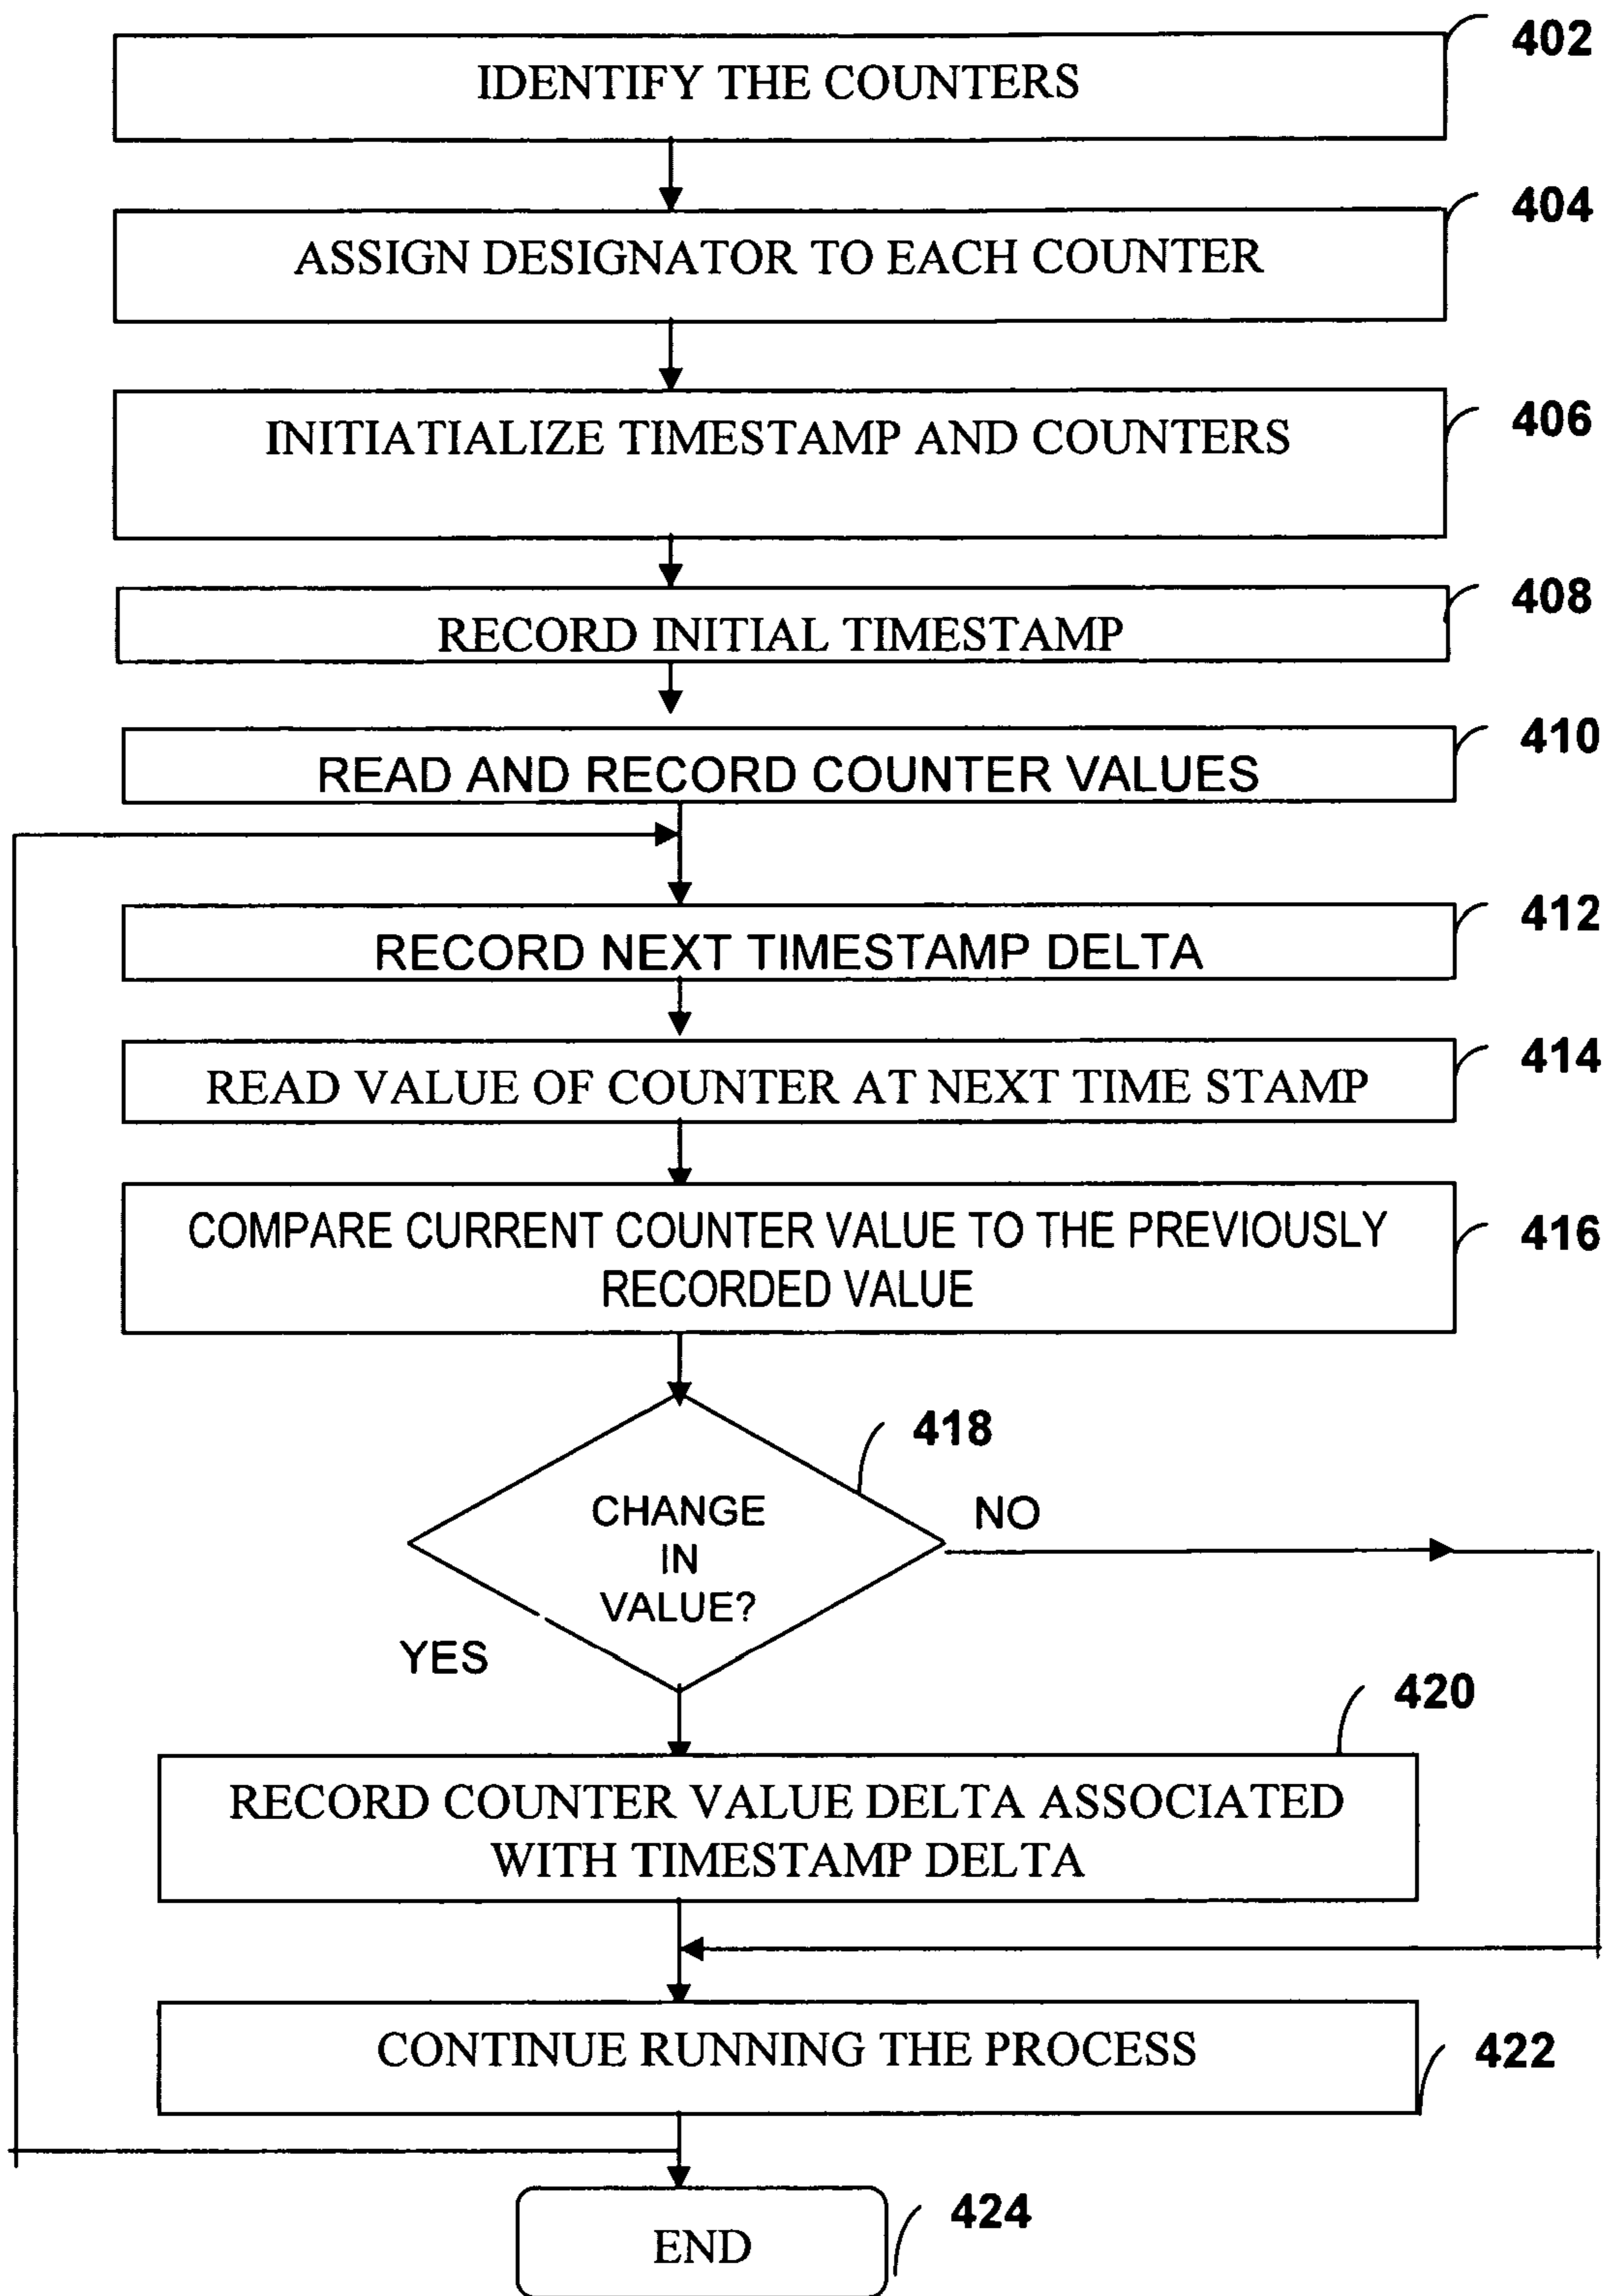 402
IDENTIFY THE COUNTERS
404
ASSIGN DESIGNATOR TO EACH COUNTER
406
INITIATIALIZE TIMESTAMP AND COUNTERS
408
RECORD INITIAL TIMESTAMP
410
READ AND RECORD COUNTER VALUES
412
RECORD NEXT TIMESTAMP DELTA
414
READ VALUE OF COUNTER AT NEXT TIME STAMP
COMPARE CURRENT COUNTER VALUE TO THE PREVIOUSLY
RECORDED VALUE
416
418
CHANGE
IN
VALUE?
NO
YES
420
RECORD COUNTER VALUE DELTA ASSOCIATED
WITH TIMESTAMP DELTA
CONTINUE RUNNING THE PROCESS
422
END
424